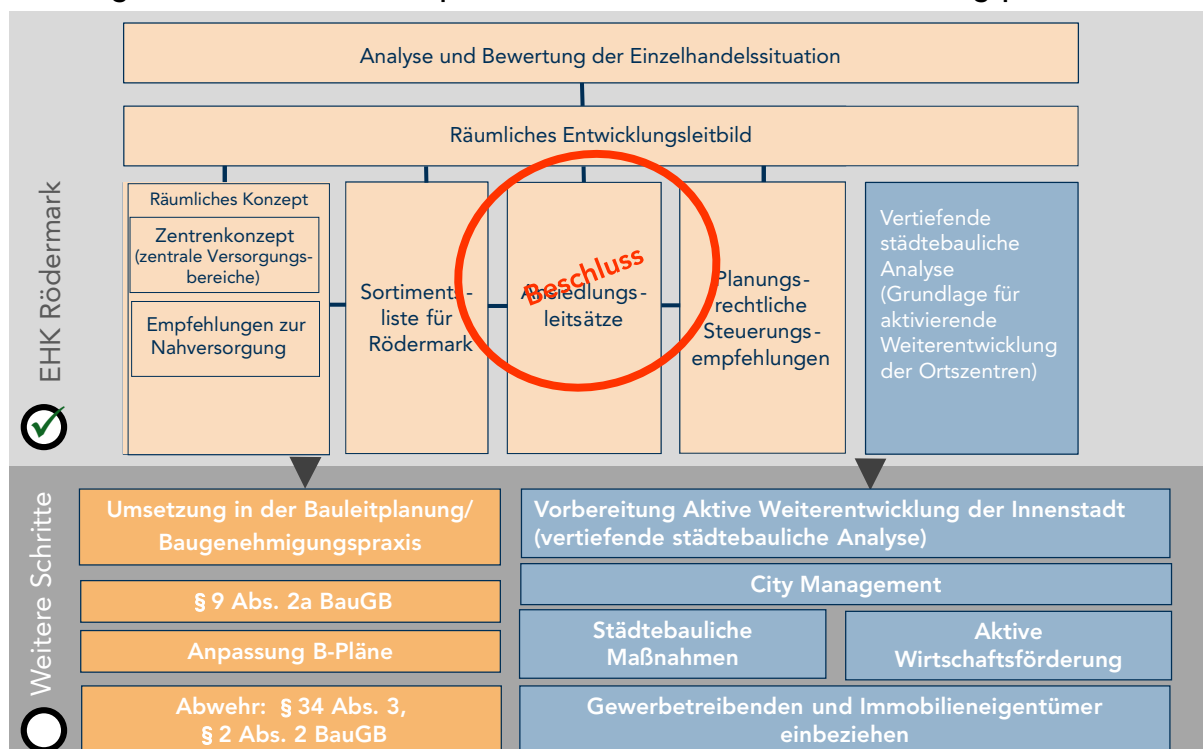 Analyse und Bewertung der Einzelhandelssituation
Räumliches Entwicklungsleitbild
EHK Rödermark
Räumliches Konzept
Zentrenkonzept
(zentrale Versorgungs-
bereiche)
Empfehlungen zur
Nahversorgung
Sortiments-
liste für
Rödermark
Beschluss
Ansiedlungs-
leitsätze
Planungs-
rechtliche
Steuerungs-
empfehlungen
Vertiefende
städtebauliche
Analyse
(Grundlage für
aktivierende
Weiterentwicklung
der Ortszentren)
Weitere Schritte
Umsetzung in der Bauleitplanung/
Baugenehmigungspraxis
§ 9 Abs. 2a BauGB
Anpassung B-Pläne
Abwehr: § 34 Abs. 3,
§ 2 Abs. 2 BauGB
Vorbereitung Aktive Weiterentwicklung der Innenstadt
(vertiefende städtebauliche Analyse)
City Management
Städtebauliche
Maßnahmen
Aktive
Wirtschaftsförderung
Gewerbetreibenden und Immobilieneigentümer
einbeziehen